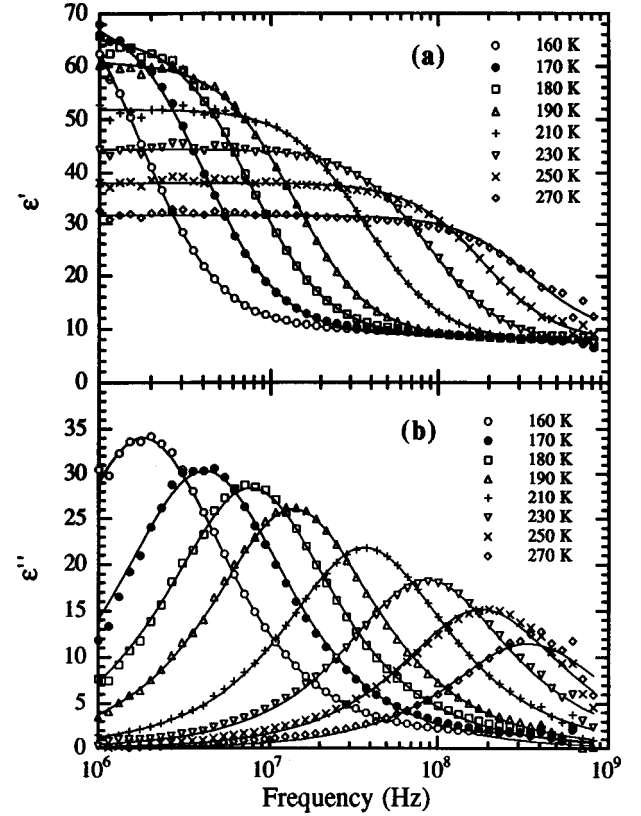 (a)
160 K
170 K
180 K
190 K
210 K
230 K
250 K
270 K
70
60
50
40
30
20
10
0
ε'
(b)
160 K
170 K
180 K
190 K
210 K
230 K
250 K
270 K
35
30
25
20
15
10
5
0
ε''
10⁶
10⁷
10⁸
10⁹
Frequency (Hz)